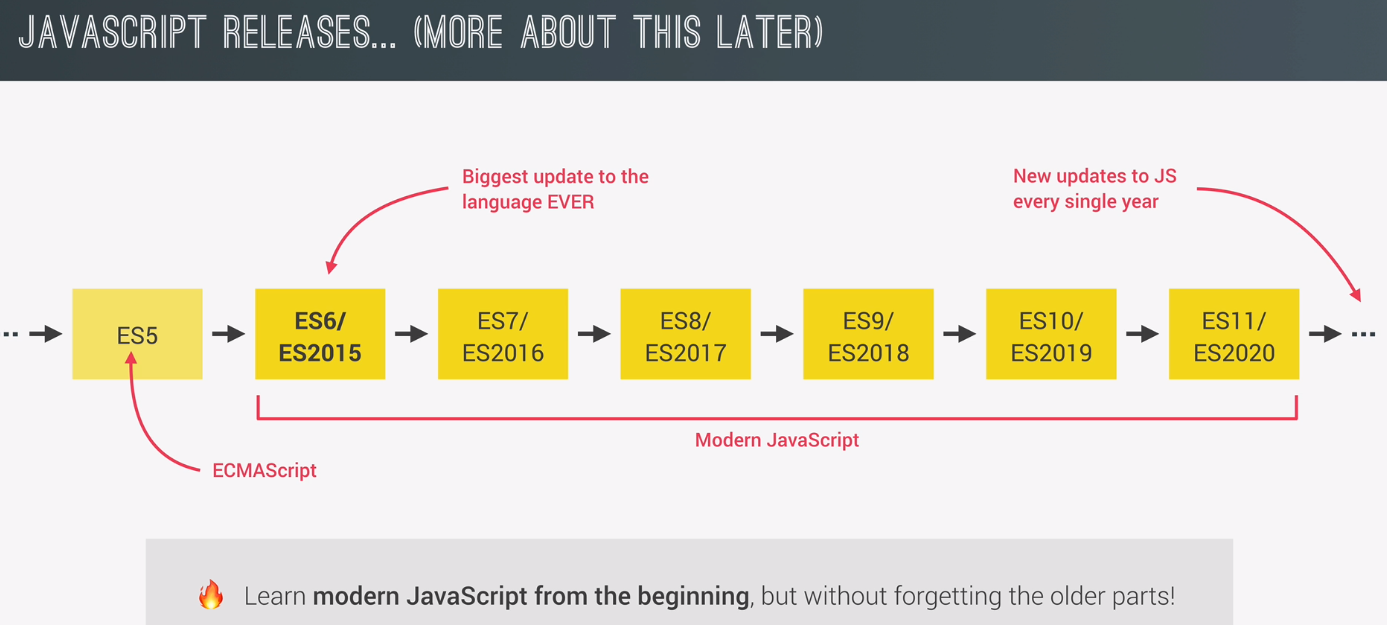 JAVASCRIPT RELEASES... (MORE ABOUT THIS LATER)
Biggest update to the
language EVER
New updates to JS
every single year
..
ES5
ES6/
ES2015
ES7/
ES2016
ES8/
ES2017
ES9/
ES2018
ES10/
ES2019
ES11/
ES2020
...
Modern JavaScript
ECMAScript
🔥 Learn modern JavaScript from the beginning, but without forgetting the older parts!